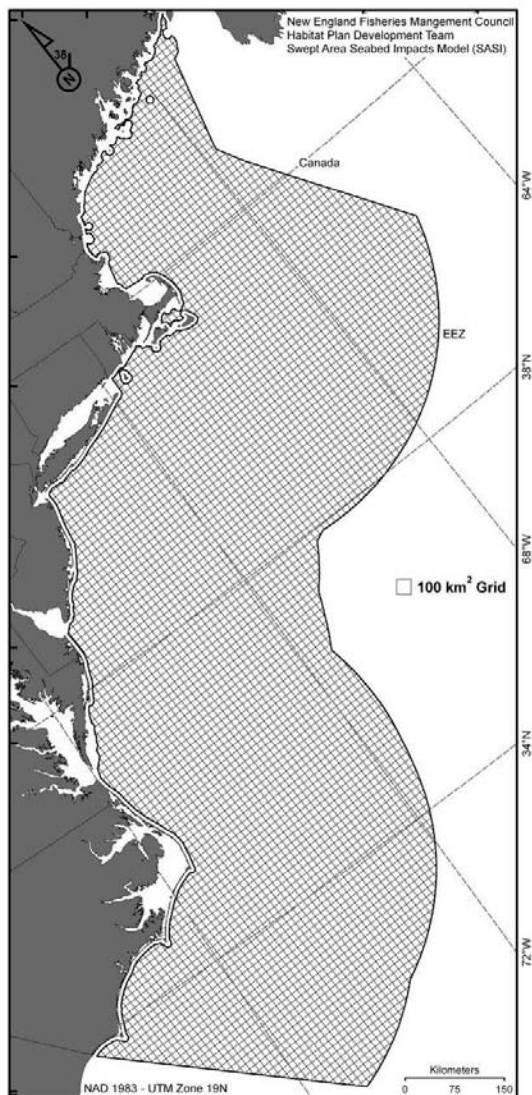 New England Fisheries Mangement Council
Habitat Plan Development Team
Swept Area Seabed Impacts Model (SASI)
38
N
Canada
64°W
EEZ
38°N
68°W
100 km² Grid
34°N
72°W
Kilometers
0 75 150
NAD 1983 - UTM Zone 19N